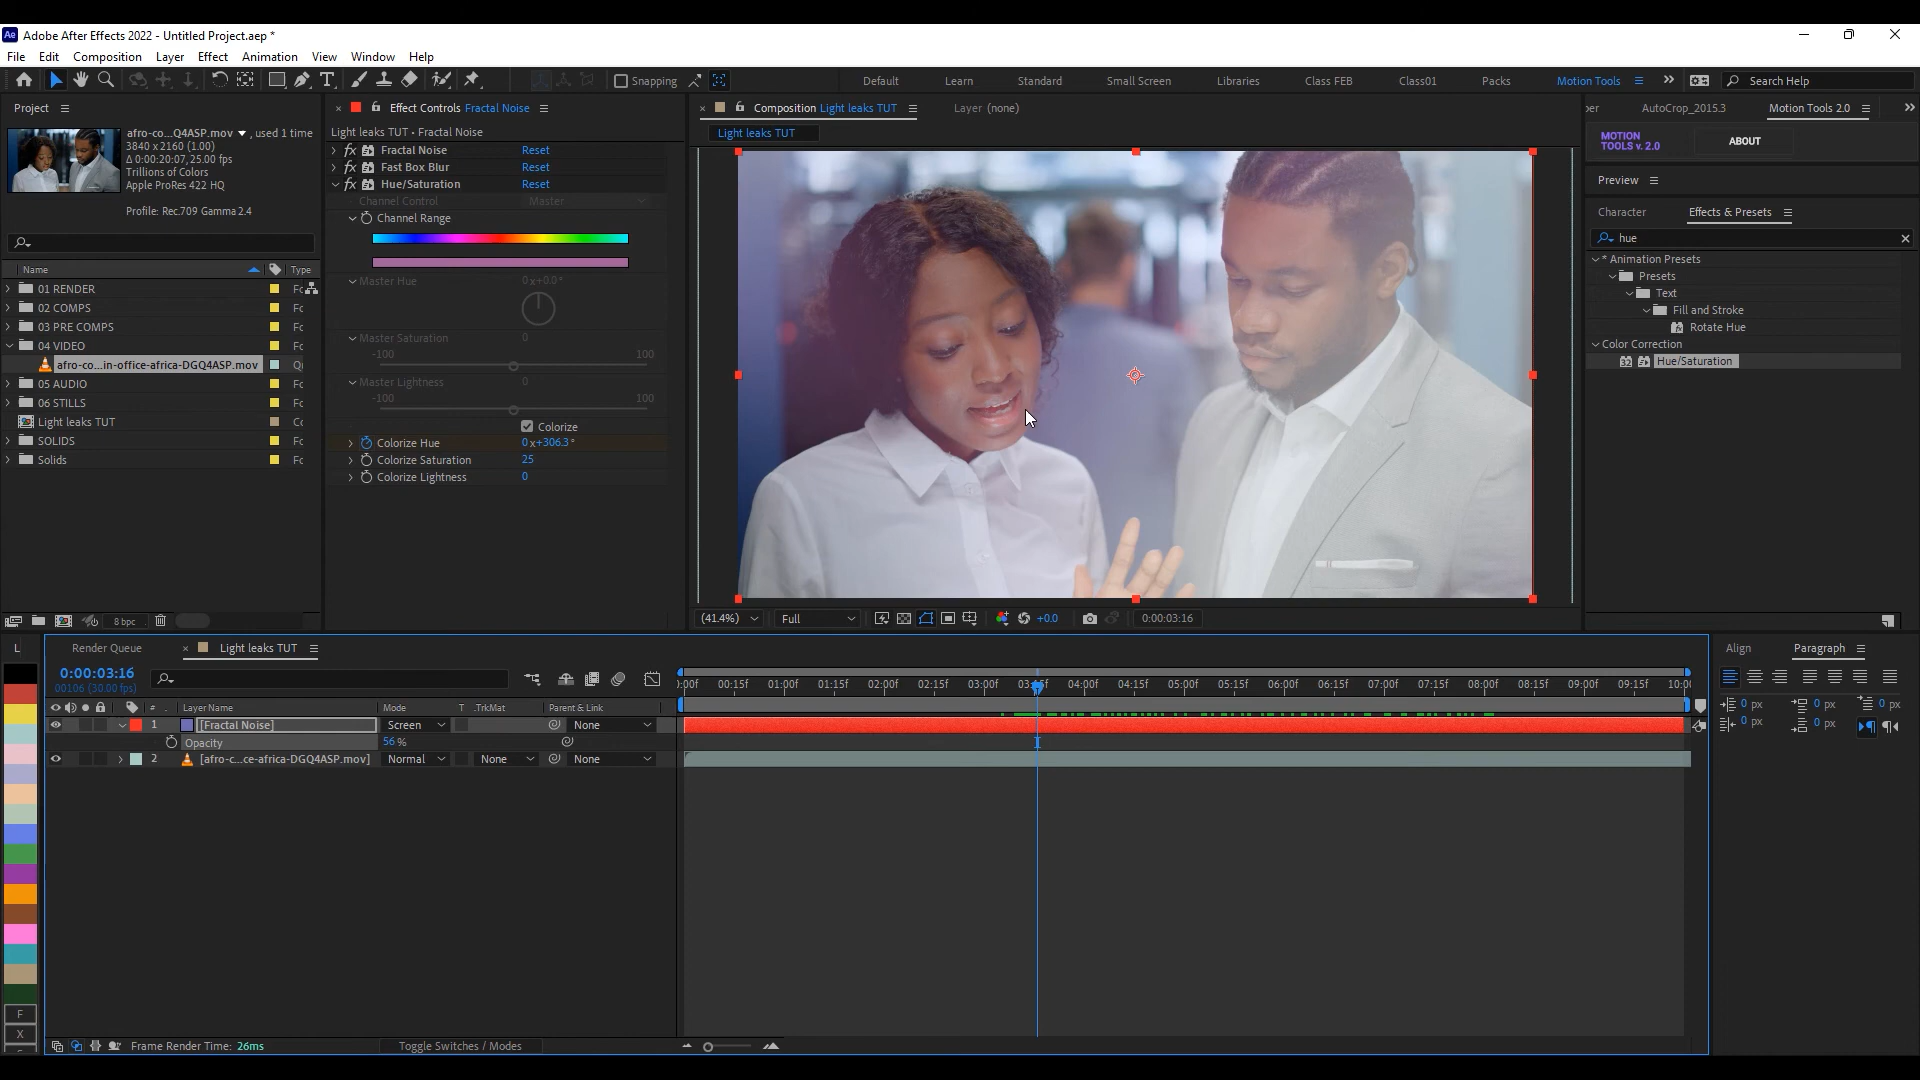 Ae Adobe After Effects 2022 - Untitled Project.aep *
File Edit Composition Layer Effect Animation View Window Help
Snapping Default Learn Standard Small Screen Libraries Class FEB Class01 Packs Motion Tools Search Help
Project
afro-co...Q4ASP.mov , used 1 time
3840 x 2160 (1.00)
Δ 0:00:20:07, 25.00 fps
Trillions of Colors
Apple ProRes 422 HQ
Profile: Rec.709 Gamma 2.4
Name Type
01 RENDER
02 COMPS
03 PRE COMPS
04 VIDEO
afro-co...in-office-africa-DGQ4ASP.mov
05 AUDIO
06 STILLS
Light leaks TUT
SOLIDS
Solids
8 bpc
Effect Controls Fractal Noise
Light leaks TUT • Fractal Noise
fx Fractal Noise Reset
fx Fast Box Blur Reset
fx Hue/Saturation Reset
Channel Control Master
Channel Range
Master Hue 0x+0.0°
Master Saturation 0
-100 100
Master Lightness 0
-100 100
Colorize
Colorize Hue 0x+306.3°
Colorize Saturation 25
Colorize Lightness 0
Composition Light leaks TUT
Layer (none)
Light leaks TUT
(41.4%) Full +0.0 0:00:03:16
AutoCrop_2015.3 Motion Tools 2.0
MOTION
TOOLS v. 2.0
ABOUT
Preview
Character Effects & Presets
hue
* Animation Presets
Presets
Text
Fill and Stroke
Rotate Hue
Color Correction
32 Hue/Saturation
Render Queue Light leaks TUT
0:00:03:16
00106 (30.00 fps)
:00f 00:15f 01:00f 01:15f 02:00f 02:15f 03:00f 04:00f 04:15f 05:00f 05:15f 06:00f 06:15f 07:00f 07:15f 08:00f 08:15f 09:00f 09:15f
# Layer Name Mode T .TrkMat Parent & Link
1 [Fractal Noise] Screen None
Opacity 56 %
2 [afro-c...ce-africa-DGQ4ASP.mov] Normal None None
F
X
Frame Render Time: 26ms
Toggle Switches / Modes
Align Paragraph
0 px 0 px 0 px
0 px 0 px